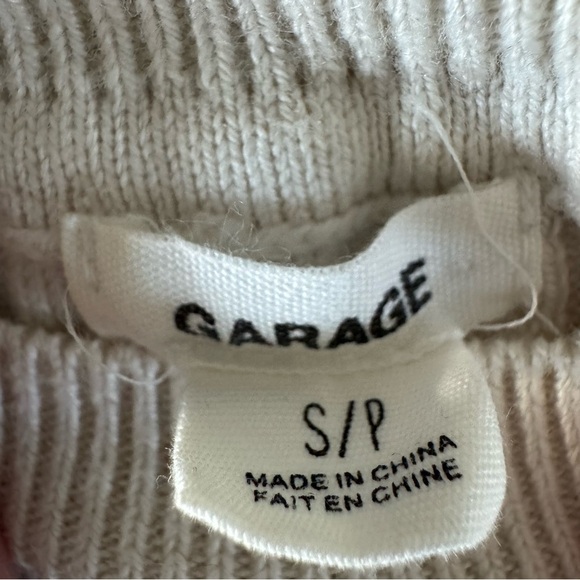 GARAGE
S/P
MADE IN CHINA
FAIT EN CHINE